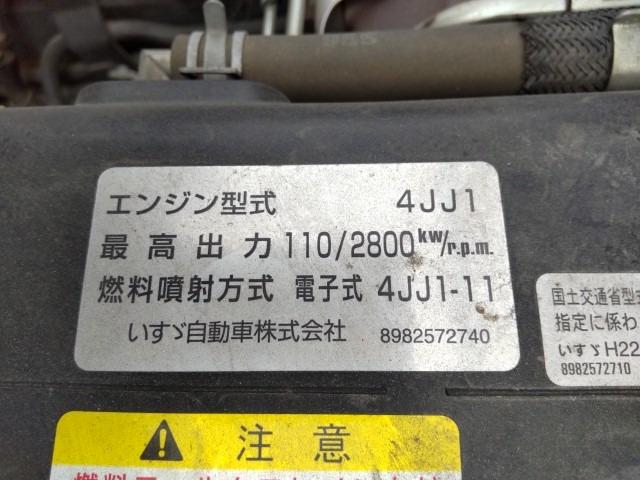 エンジン型式 4JJ1
最高出力 110/2800kw/r.p.m.
燃料噴射方式 電子式 4JJ1-11
いすゞ自動車株式会社 8982572740
国土交通省型式
指定に係わ
いすゞH22
8982572710
注意